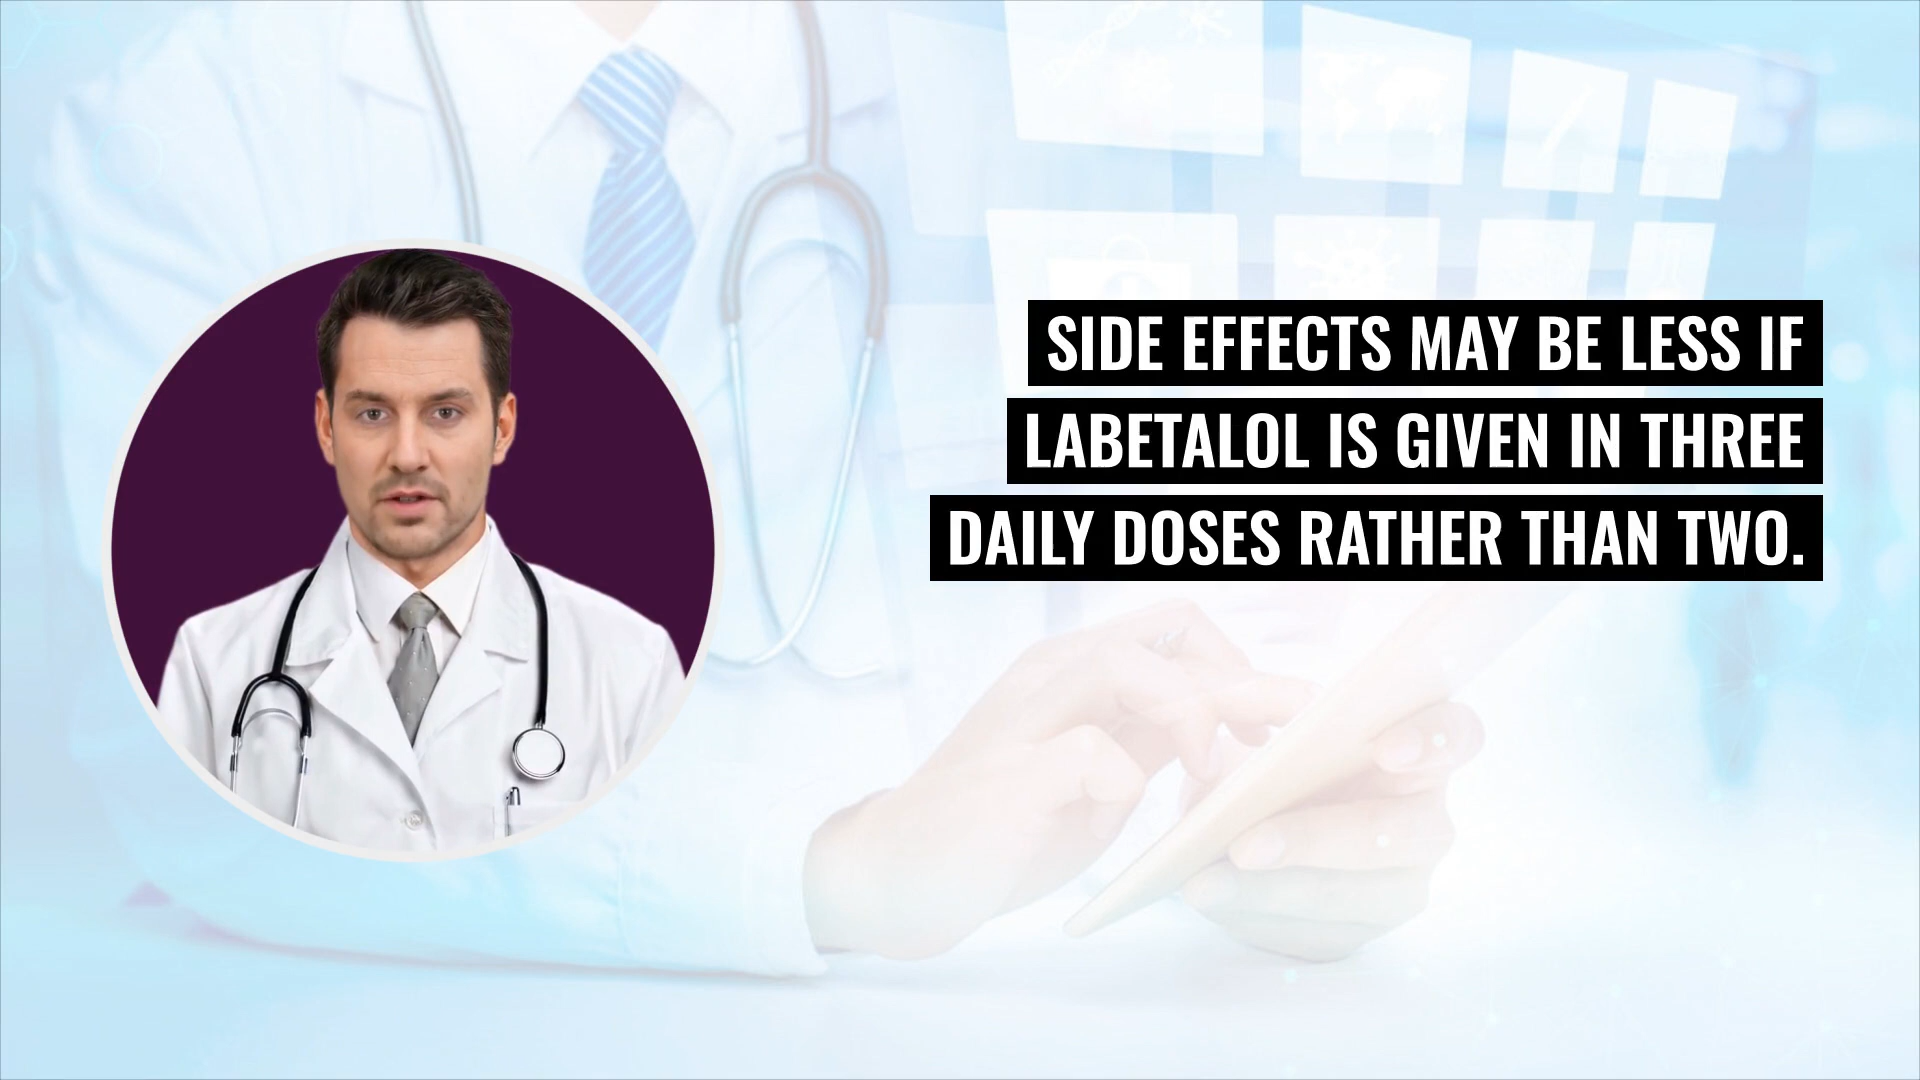 SIDE EFFECTS MAY BE LESS IF
LABETALOL IS GIVEN IN THREE
DAILY DOSES RATHER THAN TWO.